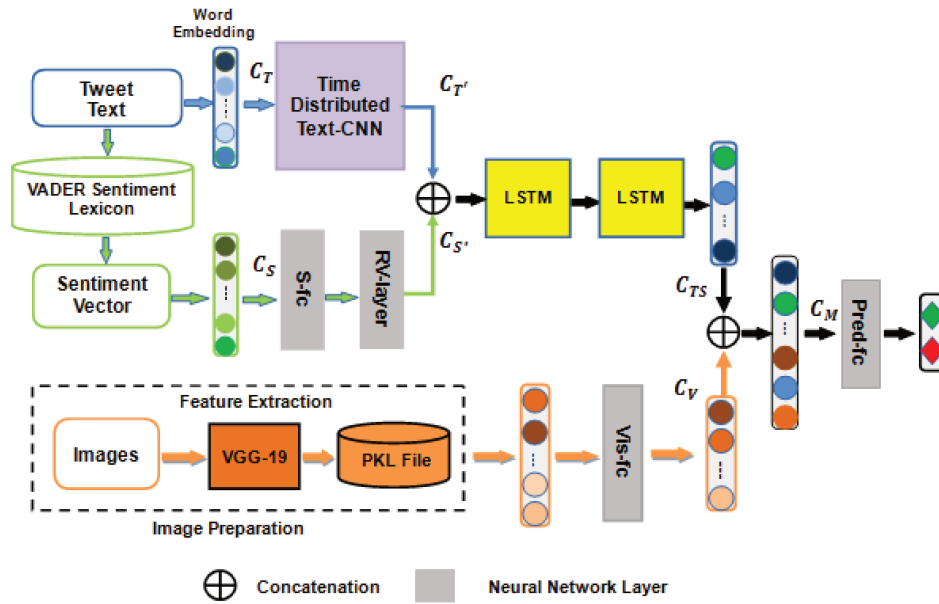 Word
Embedding
Tweet
Text
C_T
Time
Distributed
Text-CNN
C_T'
VADER Sentiment
Lexicon
LSTM
LSTM
Sentiment
Vector
C_S
S-fc
RV-layer
C_S'
C_TS
C_M
Pred-fc
C_V
Feature Extraction
Images
VGG-19
PKL File
Vis-fc
Image Preparation
Concatenation
Neural Network Layer